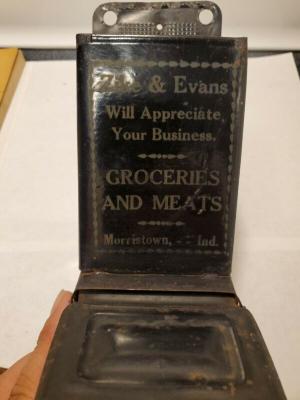 & Evans
Will Appreciate
Your Business.
GROCERIES
AND MEATS
Morristown, - - Ind.